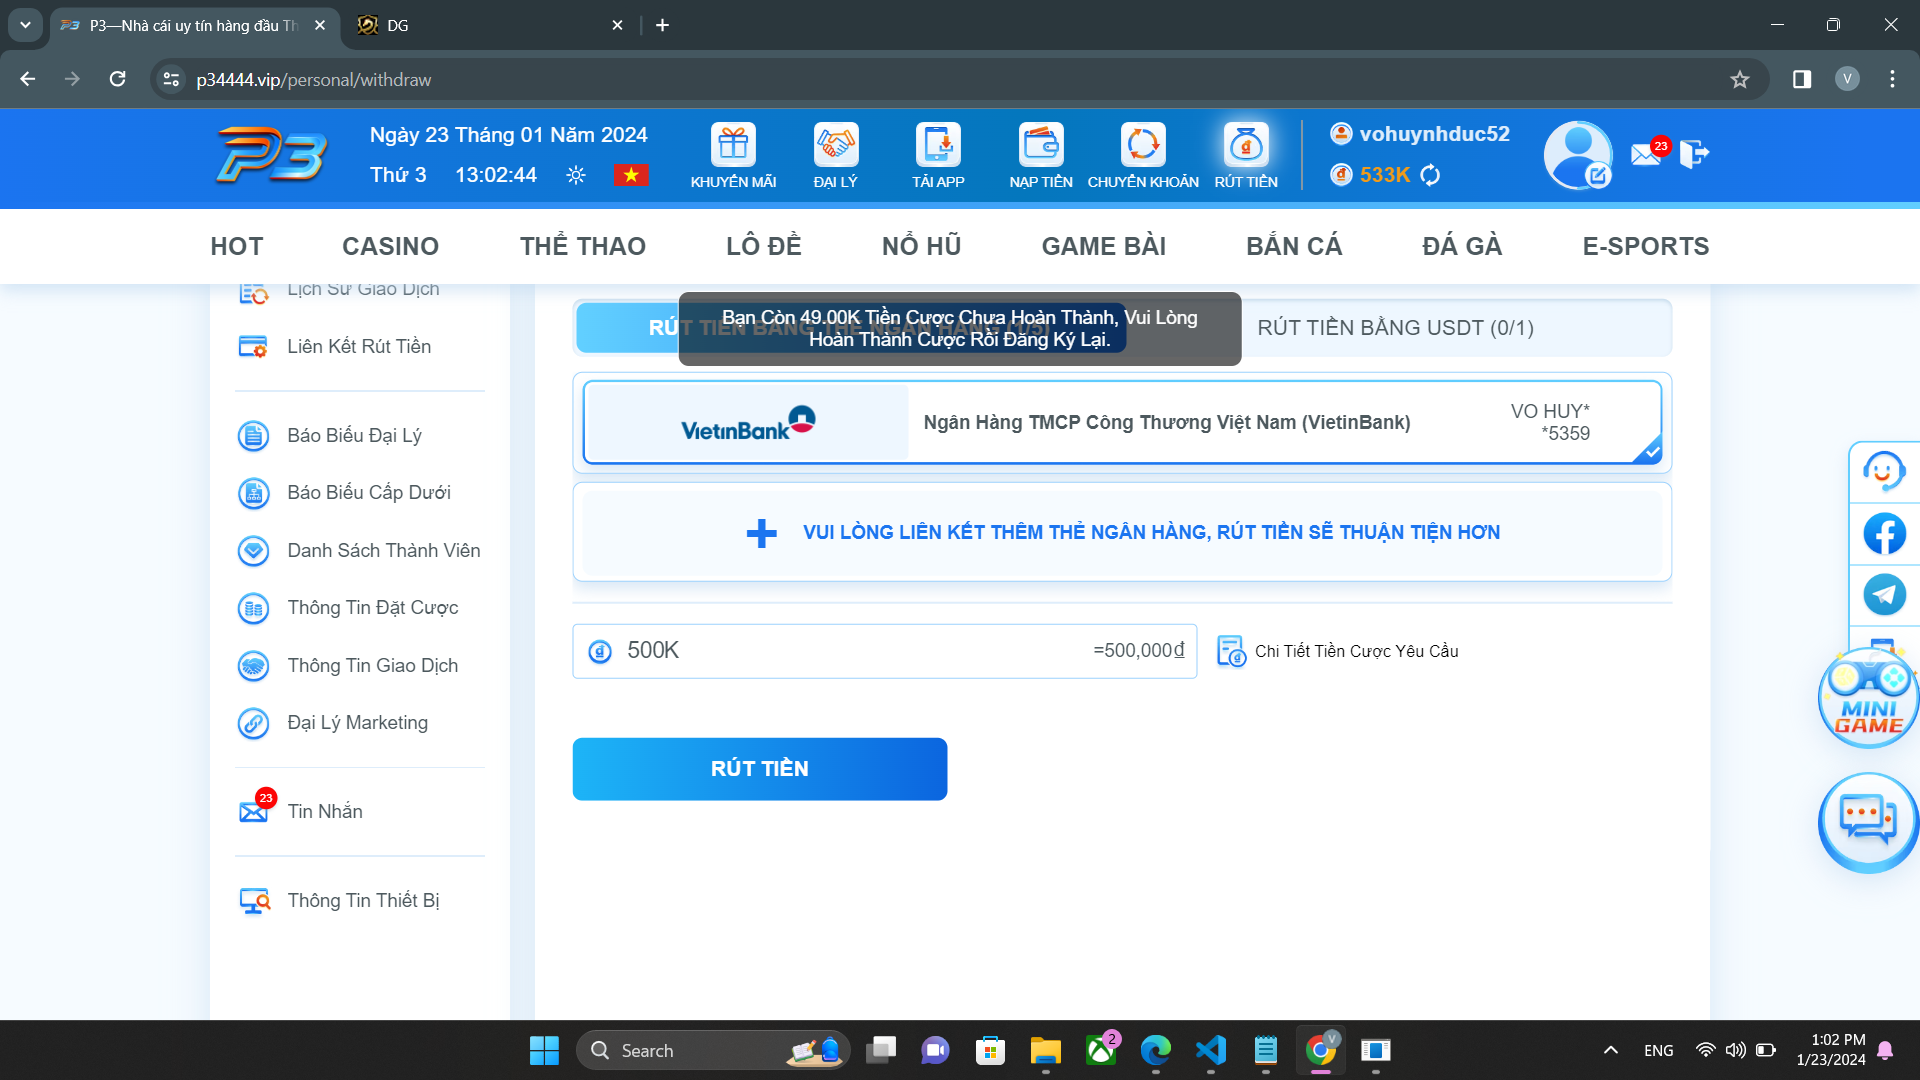 P3—Nhà cái uy tín hàng đầu Th
DG
p34444.vip/personal/withdraw
V
P3
Ngày 23 Tháng 01 Năm 2024
Thứ 3 13:02:44
KHUYẾN MÃI
ĐẠI LÝ
TẢI APP
NẠP TIỀN
CHUYỂN KHOẢN
RÚT TIỀN
vohuynhduc52
533K
23
HOT CASINO THỂ THAO LÔ ĐỀ NỔ HŨ GAME BÀI BẮN CÁ ĐÁ GÀ E-SPORTS
Lịch Sử Giao Dịch
Liên Kết Rút Tiền
Báo Biểu Đại Lý
Báo Biểu Cấp Dưới
Danh Sách Thành Viên
Thông Tin Đặt Cược
Thông Tin Giao Dịch
Đại Lý Marketing
23
Tin Nhắn
Thông Tin Thiết Bị
RÚT TIỀN BẰNG THẺ NGÂN HÀNG (1/5)
Bạn Còn 49.00K Tiền Cược Chưa Hoàn Thành, Vui Lòng
Hoàn Thành Cược Rồi Đăng Ký Lại.
RÚT TIỀN BẰNG USDT (0/1)
VietinBank
Ngân Hàng TMCP Công Thương Việt Nam (VietinBank)
VO HUY*
*5359
VUI LÒNG LIÊN KẾT THÊM THẺ NGÂN HÀNG, RÚT TIỀN SẼ THUẬN TIỆN HƠN
500K
=500,000₫
Chi Tiết Tiền Cược Yêu Cầu
RÚT TIỀN
MINI
GAME
Search
2
V
ENG
1:02 PM
1/23/2024